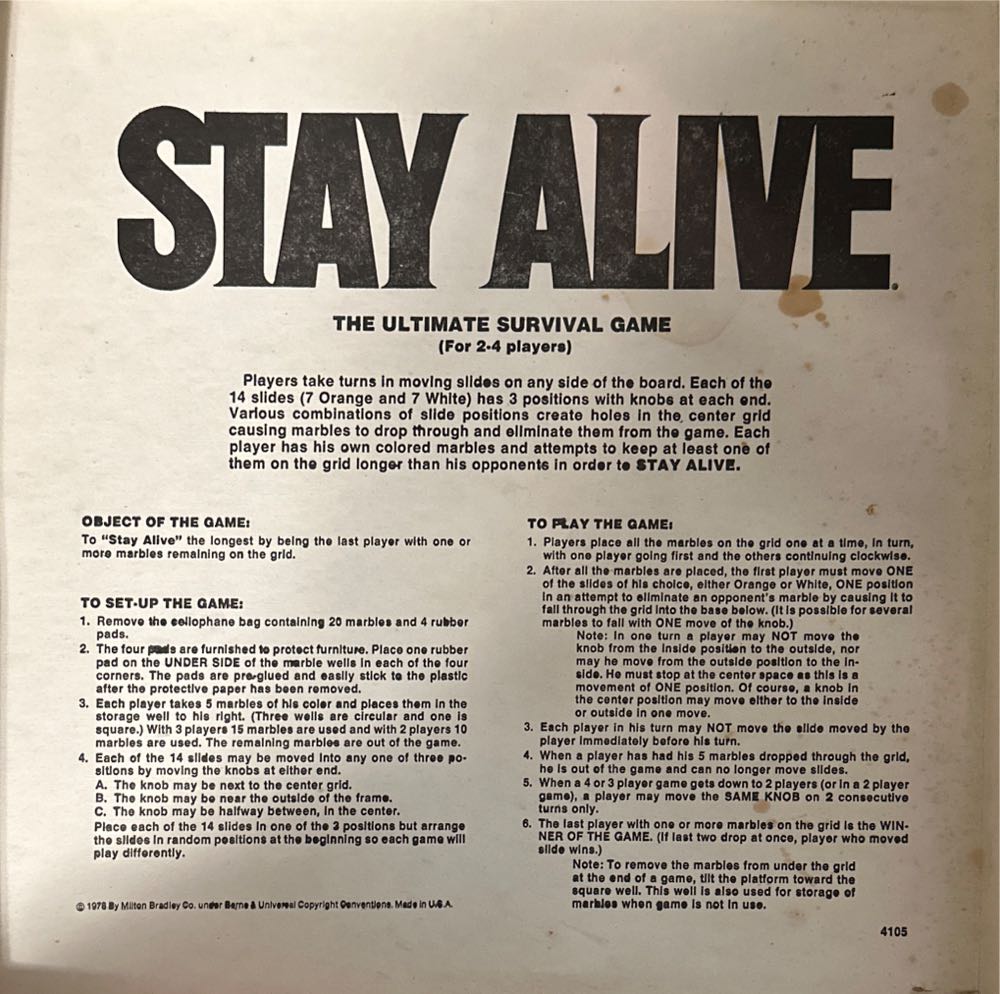 STAY ALIVE.
THE ULTIMATE SURVIVAL GAME
(For 2-4 players)
Players take turns in moving slides on any side of the board. Each of the
14 slides (7 Orange and 7 White) has 3 positions with knobs at each end.
Various combinations of slide positions create holes in the center grid
causing marbles to drop through and eliminate them from the game. Each
player has his own colored marbles and attempts to keep at least one of
them on the grid longer than his opponents in order to STAY ALIVE.
OBJECT OF THE GAME:
To "Stay Alive" the longest by being the last player with one or
more marbles remaining on the grid.
TO SET-UP THE GAME:
1. Remove the cellophane bag containing 20 marbles and 4 rubber
pads.
2. The four pads are furnished to protect furniture. Place one rubber
pad on the UNDER SIDE of the marble wells in each of the four
corners. The pads are pre-glued and easily stick to the plastic
after the protective paper has been removed.
3. Each player takes 5 marbles of his color and places them in the
storage well to his right. (Three wells are circular and one is
square.) With 3 players 15 marbles are used and with 2 players 10
marbles are used. The remaining marbles are out of the game.
4. Each of the 14 slides may be moved into any one of three po-
sitions by moving the knobs at either end.
A. The knob may be next to the center grid.
B. The knob may be near the outside of the frame.
C. The knob may be halfway between, in the center.
Place each of the 14 slides in one of the 3 positions but arrange
the slides in random positions at the beginning so each game will
play differently.
© 1978 By Milton Bradley Co. under Berne & Universal Copyright Conventions. Made in U.S.A.
TO PLAY THE GAME:
1. Players place all the marbles on the grid one at a time, in turn,
with one player going first and the others continuing clockwise.
2. After all the marbles are placed, the first player must move ONE
of the slides of his choice, either Orange or White, ONE position
in an attempt to eliminate an opponent's marble by causing it to
fall through the grid into the base below. (It is possible for several
marbles to fall with ONE move of the knob.)
Note: In one turn a player may NOT move the
knob from the inside position to the outside, nor
may he move from the outside position to the in-
side. He must stop at the center space as this is a
movement of ONE position. Of course, a knob in
the center position may move either to the inside
or outside in one move.
3. Each player in his turn may NOT move the slide moved by the
player immediately before his turn.
4. When a player has had his 5 marbles dropped through the grid,
he is out of the game and can no longer move slides.
5. When a 4 or 3 player game gets down to 2 players (or in a 2 player
game), a player may move the SAME KNOB on 2 consecutive
turns only.
6. The last player with one or more marbles on the grid is the WIN-
NER OF THE GAME. (If last two drop at once, player who moved
slide wins.)
Note: To remove the marbles from under the grid
at the end of a game, tilt the platform toward the
square well. This well is also used for storage of
marbles when game is not in use.
4105